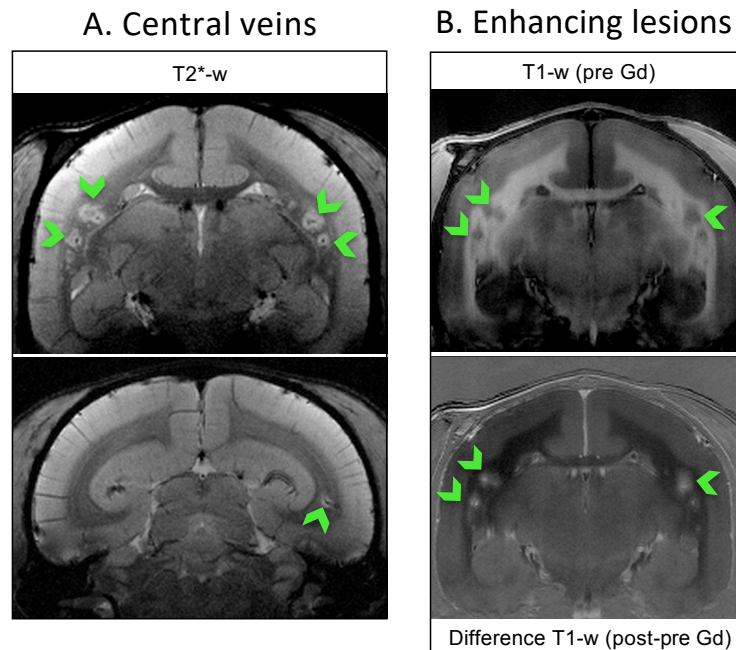 A. Central veins
T2*-w
B. Enhancing lesions
T1-w (pre Gd)
Difference T1-w (post-pre Gd)